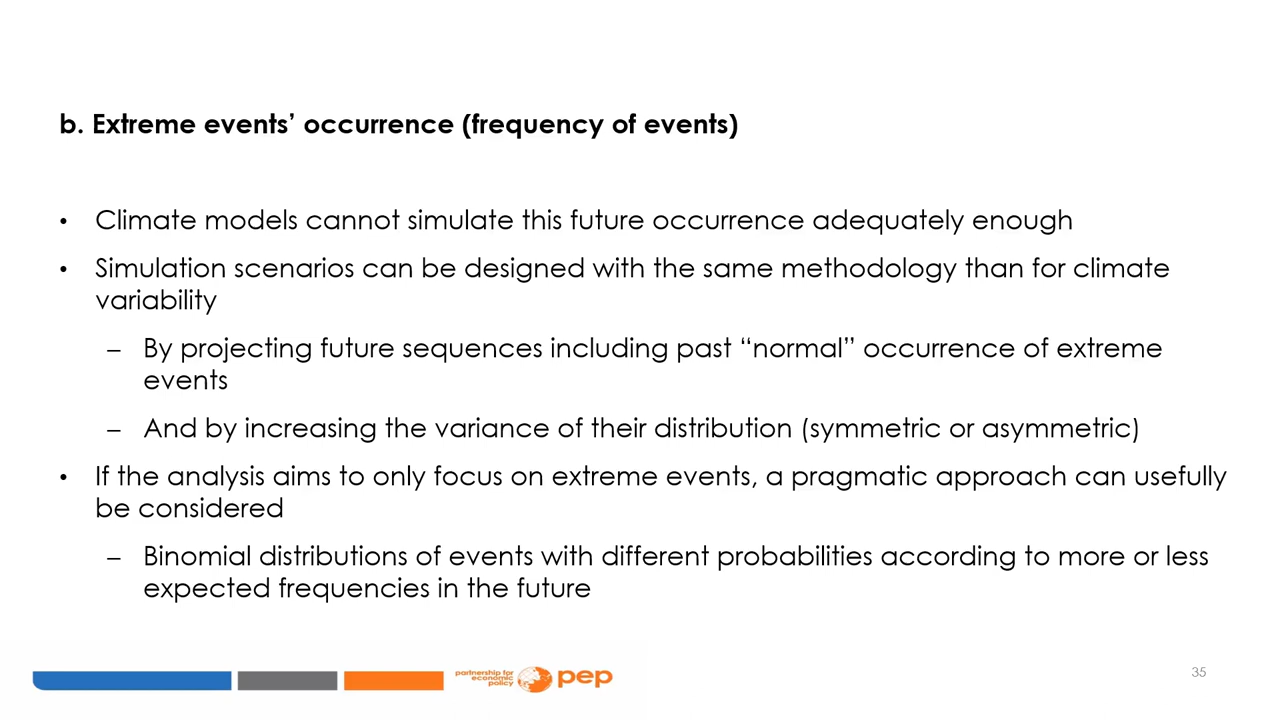 b. Extreme events’ occurrence (frequency of events)
• Climate models cannot simulate this future occurrence adequately enough
• Simulation scenarios can be designed with the same methodology than for climate
variability
– By projecting future sequences including past “normal” occurrence of extreme
events
– And by increasing the variance of their distribution (symmetric or asymmetric)
• If the analysis aims to only focus on extreme events, a pragmatic approach can usefully
be considered
– Binomial distributions of events with different probabilities according to more or less
expected frequencies in the future
partnership for
economic
policy
pep
35